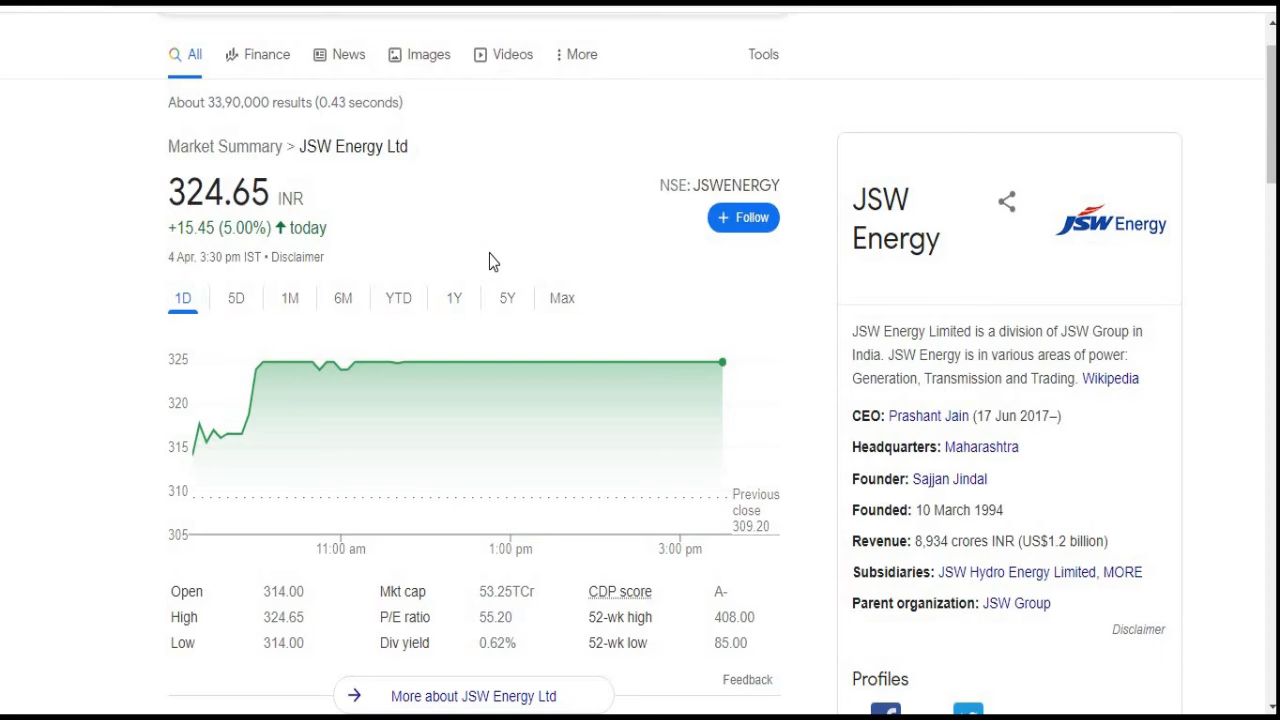 All Finance News Images Videos More Tools
About 33,90,000 results (0.43 seconds)
Market Summary > JSW Energy Ltd
324.65 INR
+15.45 (5.00%) today
4 Apr, 3:30 pm IST • Disclaimer
NSE: JSWENERGY
+ Follow
1D 5D 1M 6M YTD 1Y 5Y Max
325
320
315
310
305
Previous
close
309.20
11:00 am 1:00 pm 3:00 pm
Open 314.00 Mkt cap 53.25TCr CDP score A-
High 324.65 P/E ratio 55.20 52-wk high 408.00
Low 314.00 Div yield 0.62% 52-wk low 85.00
Feedback
More about JSW Energy Ltd
JSW
Energy
JSW Energy
JSW Energy Limited is a division of JSW Group in
India. JSW Energy is in various areas of power:
Generation, Transmission and Trading. Wikipedia
CEO: Prashant Jain (17 Jun 2017–)
Headquarters: Maharashtra
Founder: Sajjan Jindal
Founded: 10 March 1994
Revenue: 8,934 crores INR (US$1.2 billion)
Subsidiaries: JSW Hydro Energy Limited, MORE
Parent organization: JSW Group
Disclaimer
Profiles